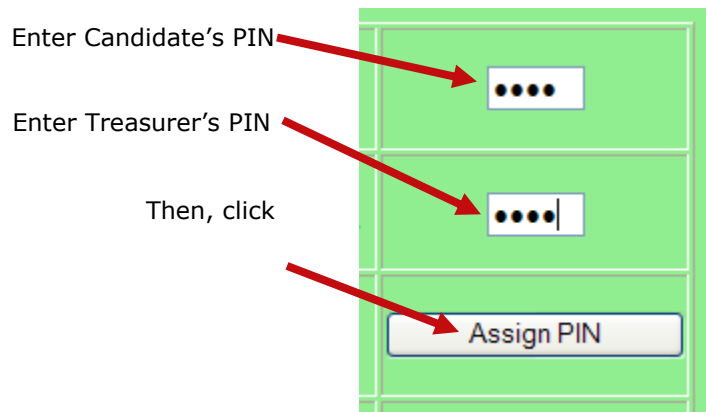 Enter Candidate’s PIN
••••
Enter Treasurer’s PIN
••••
Then, click
Assign PIN